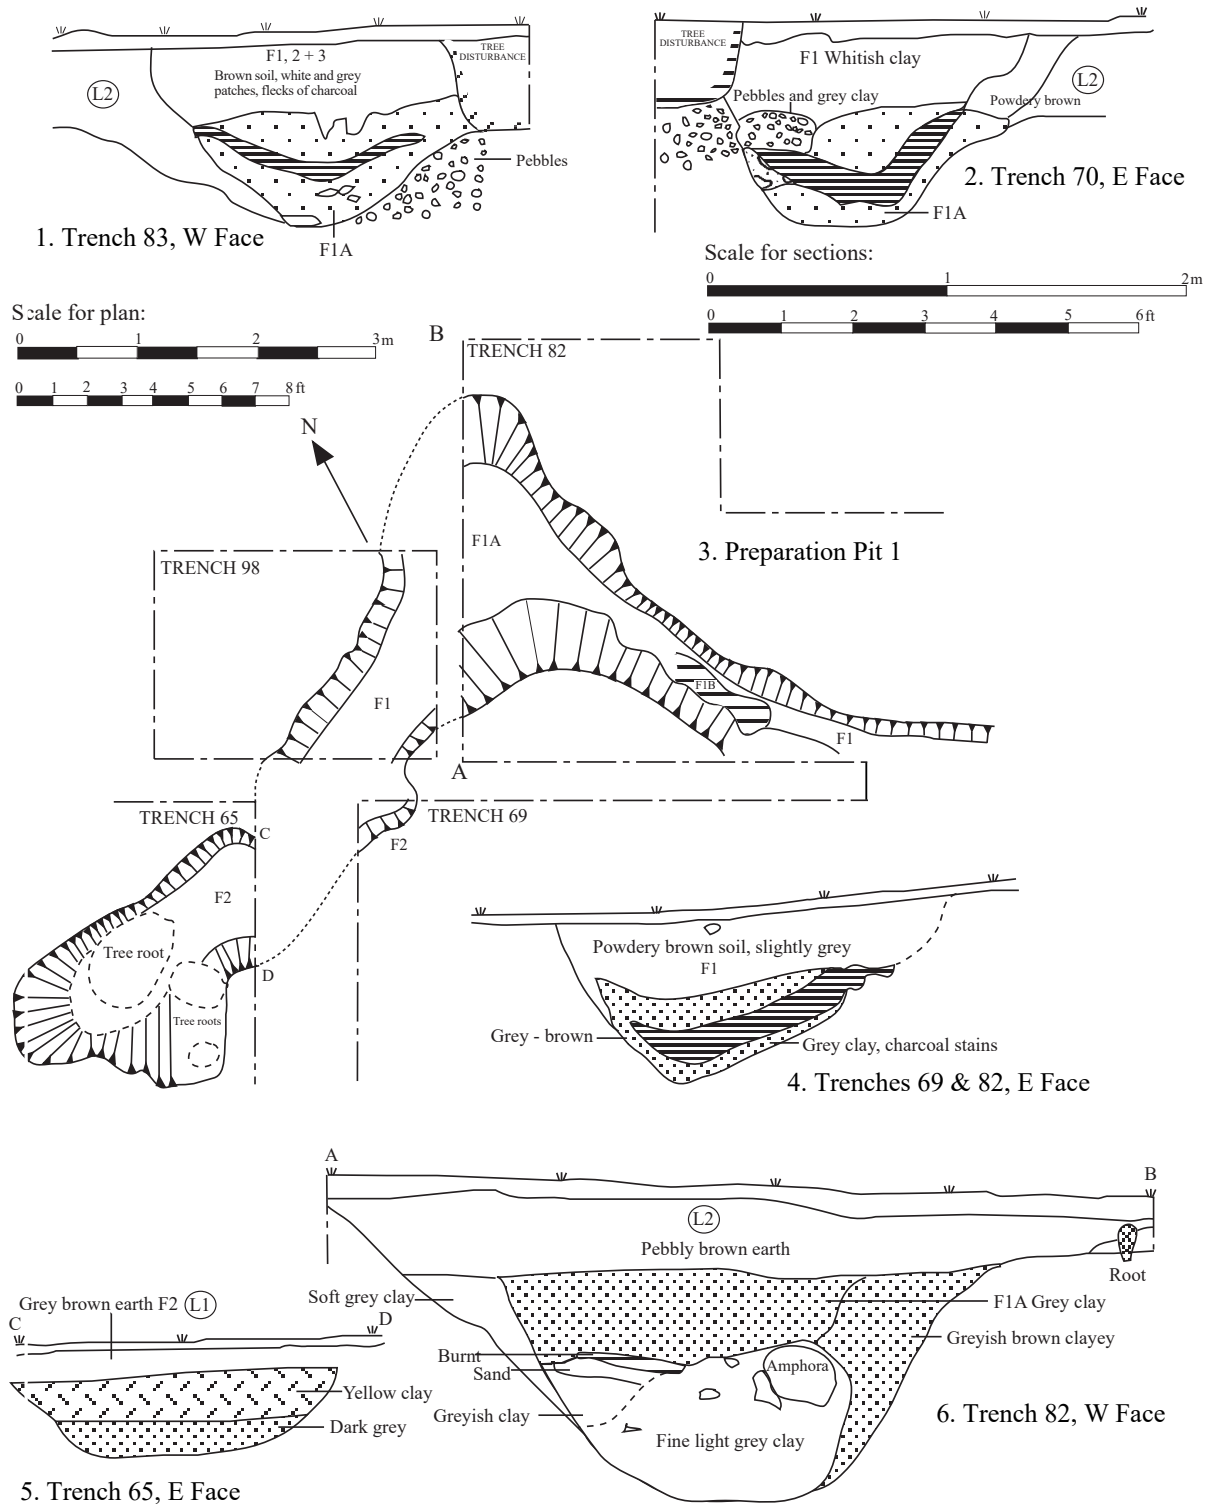 F1, 2 + 3
Brown soil, white and grey
patches, flecks of charcoal
TREE
DISTURBANCE
L2
Pebbles
F1A
1. Trench 83, W Face
TREE
DISTURBANCE
F1 Whitish clay
L2
Pebbles and grey clay
Powdery brown
F1A
2. Trench 70, E Face
Scale for sections:
0 1 2m
0 1 2 3 4 5 6 ft
Scale for plan:
0 1 2 3 m
0 1 2 3 4 5 6 7 8 ft
N
B
TRENCH 82
F1A
3. Preparation Pit 1
TRENCH 98
F1
F1B
F1
A
TRENCH 65
C
TRENCH 69
F2
F2
Tree root
D
Tree roots
Powdery brown soil, slightly grey
F1
Grey - brown
Grey clay, charcoal stains
4. Trenches 69 & 82, E Face
Grey brown earth F2 L1
C D
Yellow clay
Dark grey
5. Trench 65, E Face
A B
L2
Pebbly brown earth
Root
Soft grey clay
F1A Grey clay
Greyish brown clayey
Burnt
Sand
Amphora
Greyish clay
Fine light grey clay
6. Trench 82, W Face